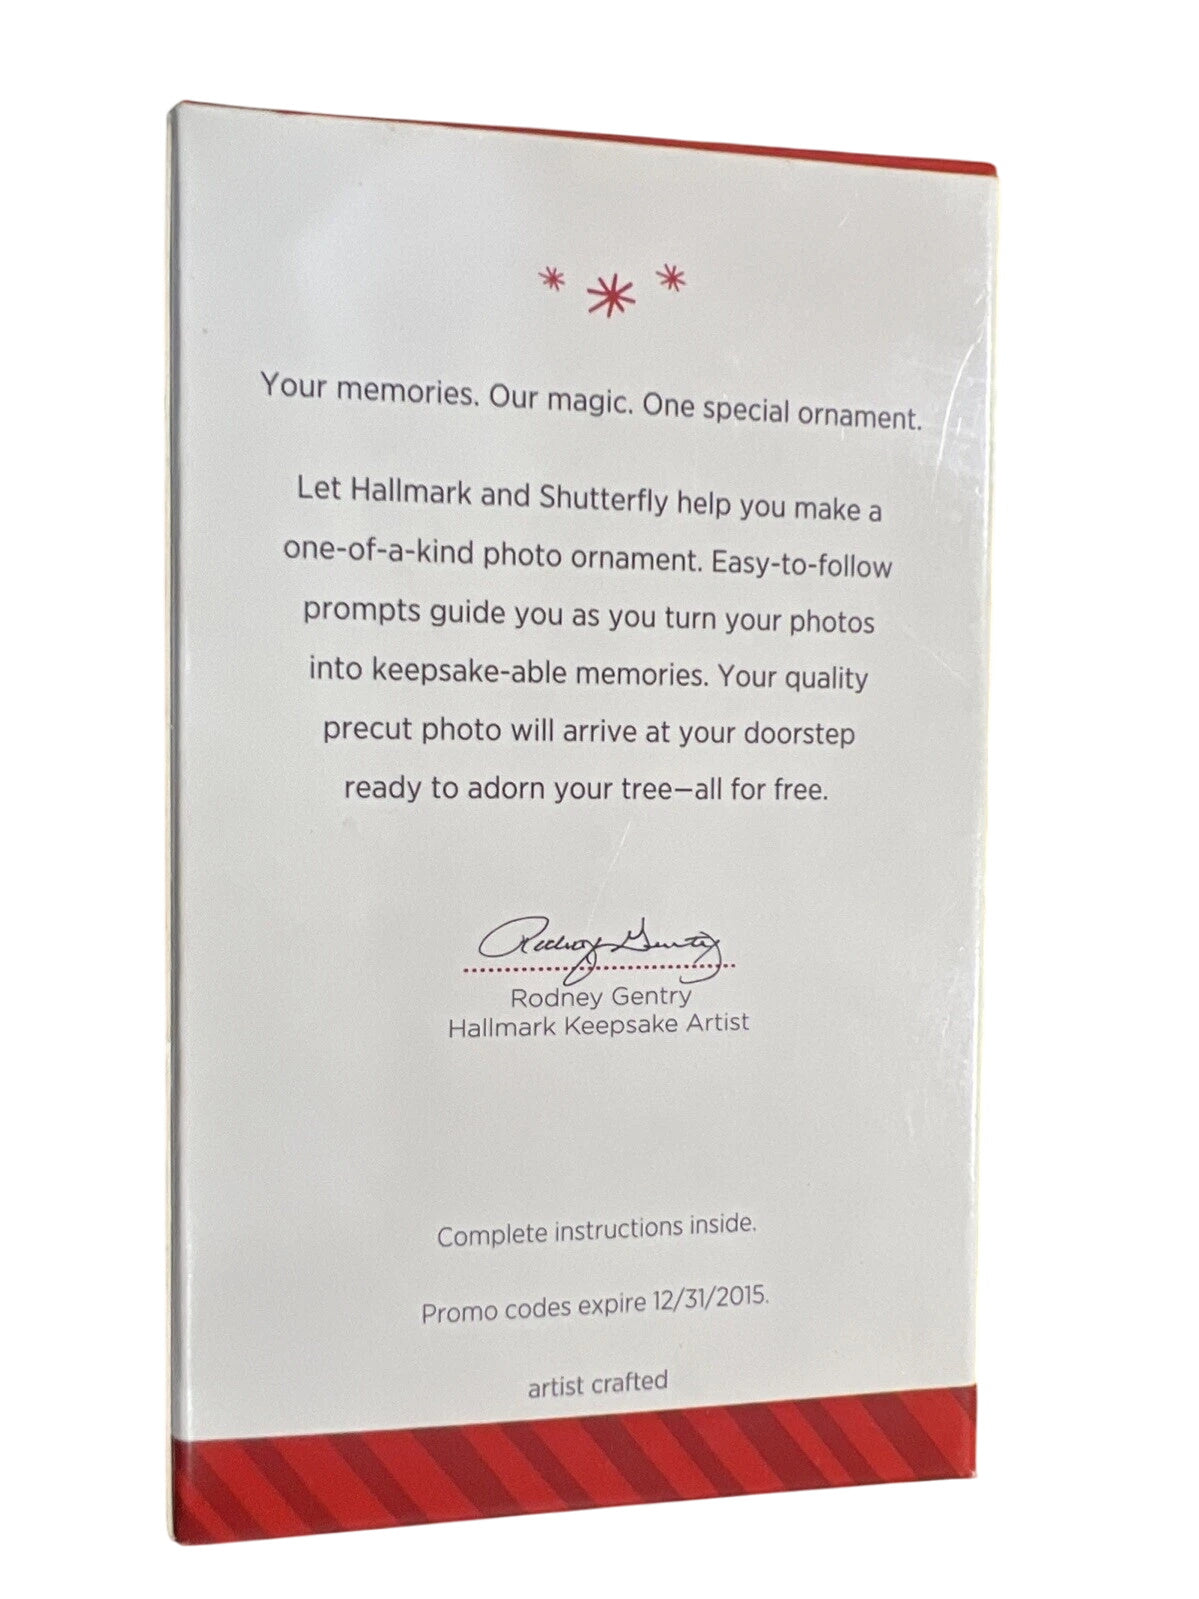 Your memories. Our magic. One special ornament.
Let Hallmark and Shutterfly help you make a
one-of-a-kind photo ornament. Easy-to-follow
prompts guide you as you turn your photos
into keepsake-able memories. Your quality
precut photo will arrive at your doorstep
ready to adorn your tree—all for free.
Rodney Gentry
Rodney Gentry
Hallmark Keepsake Artist
Complete instructions inside.
Promo codes expire 12/31/2015.
artist crafted